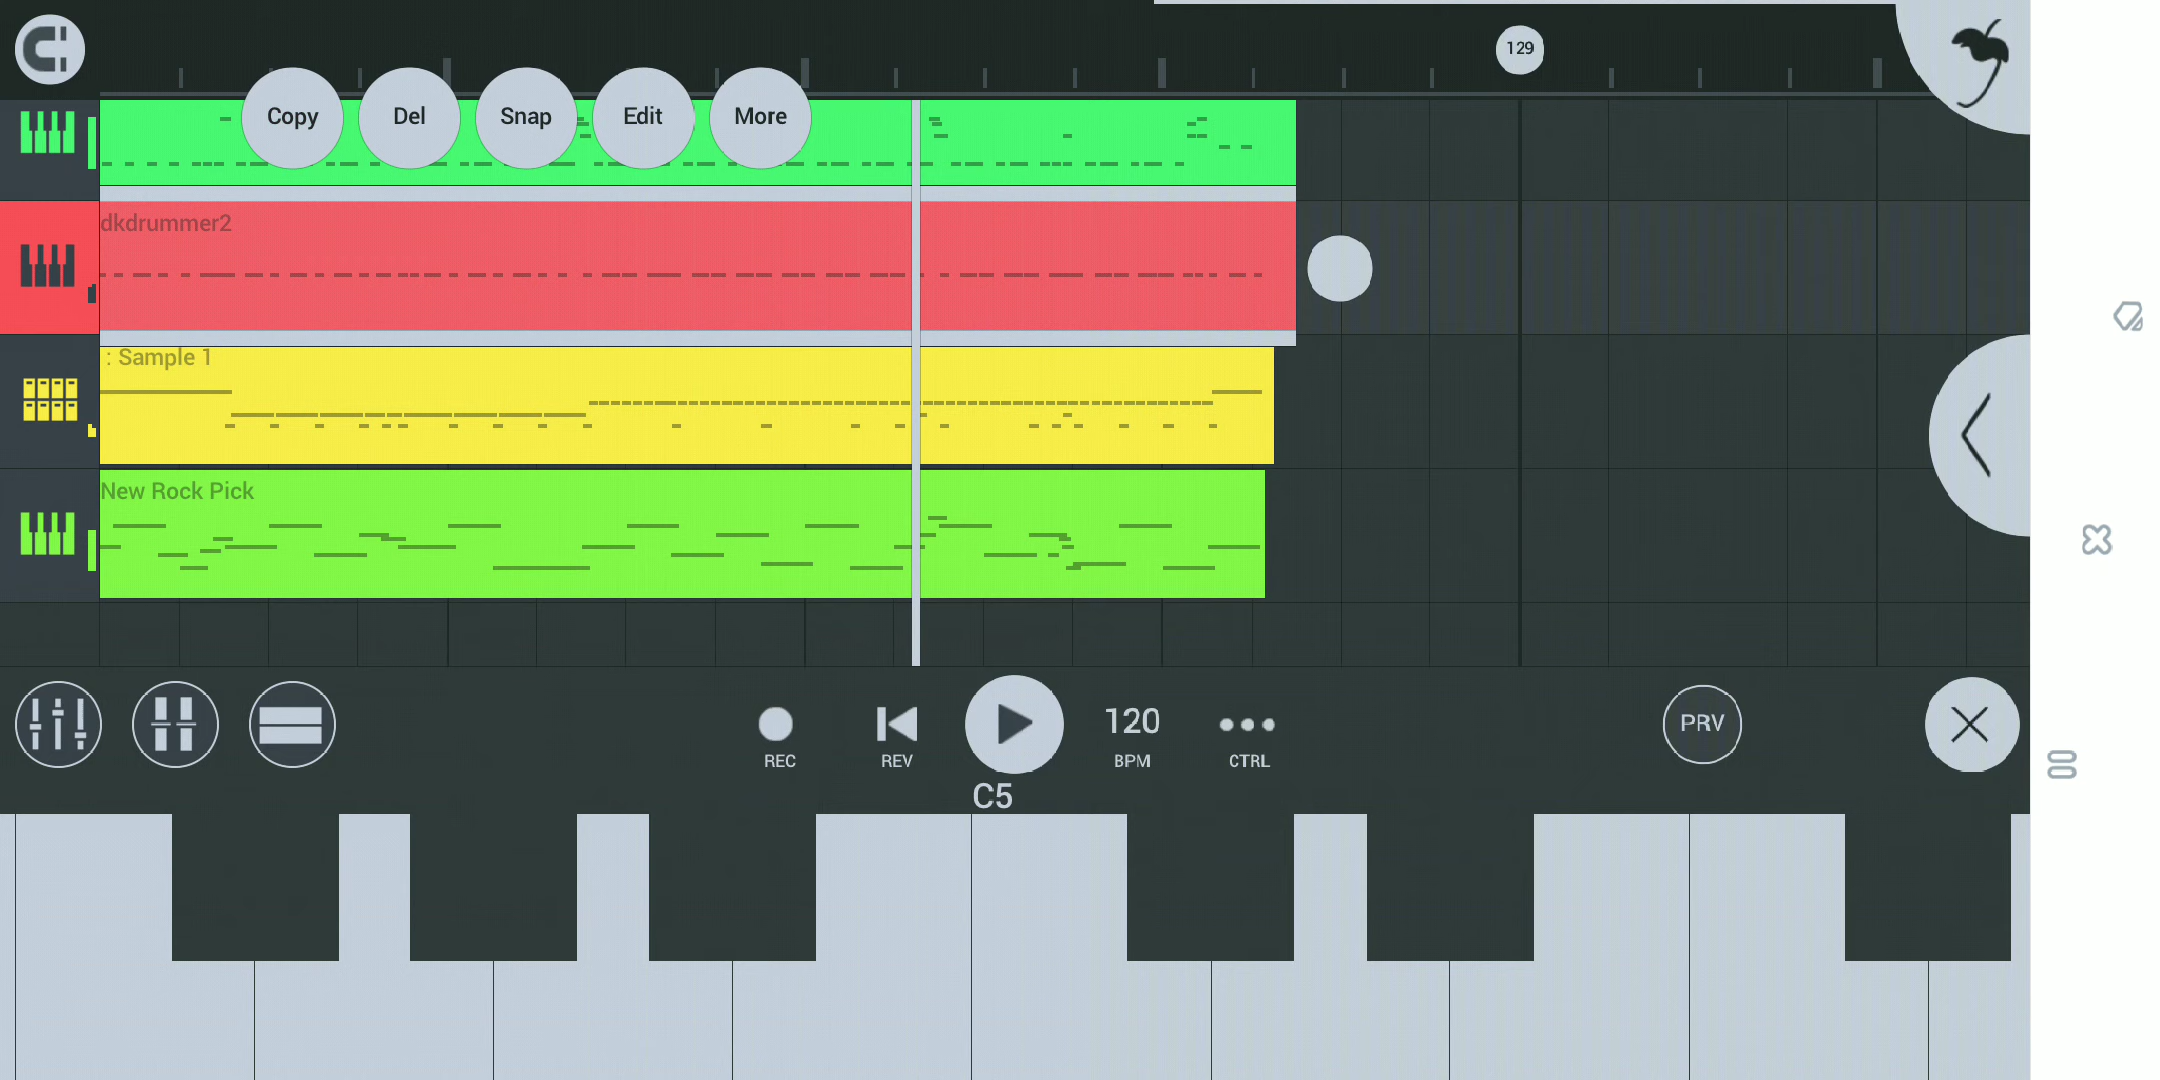 129
Copy Del Snap Edit More
dkdrummer2
: Sample 1
New Rock Pick
120 PRV
REC REV BPM CTRL
C5